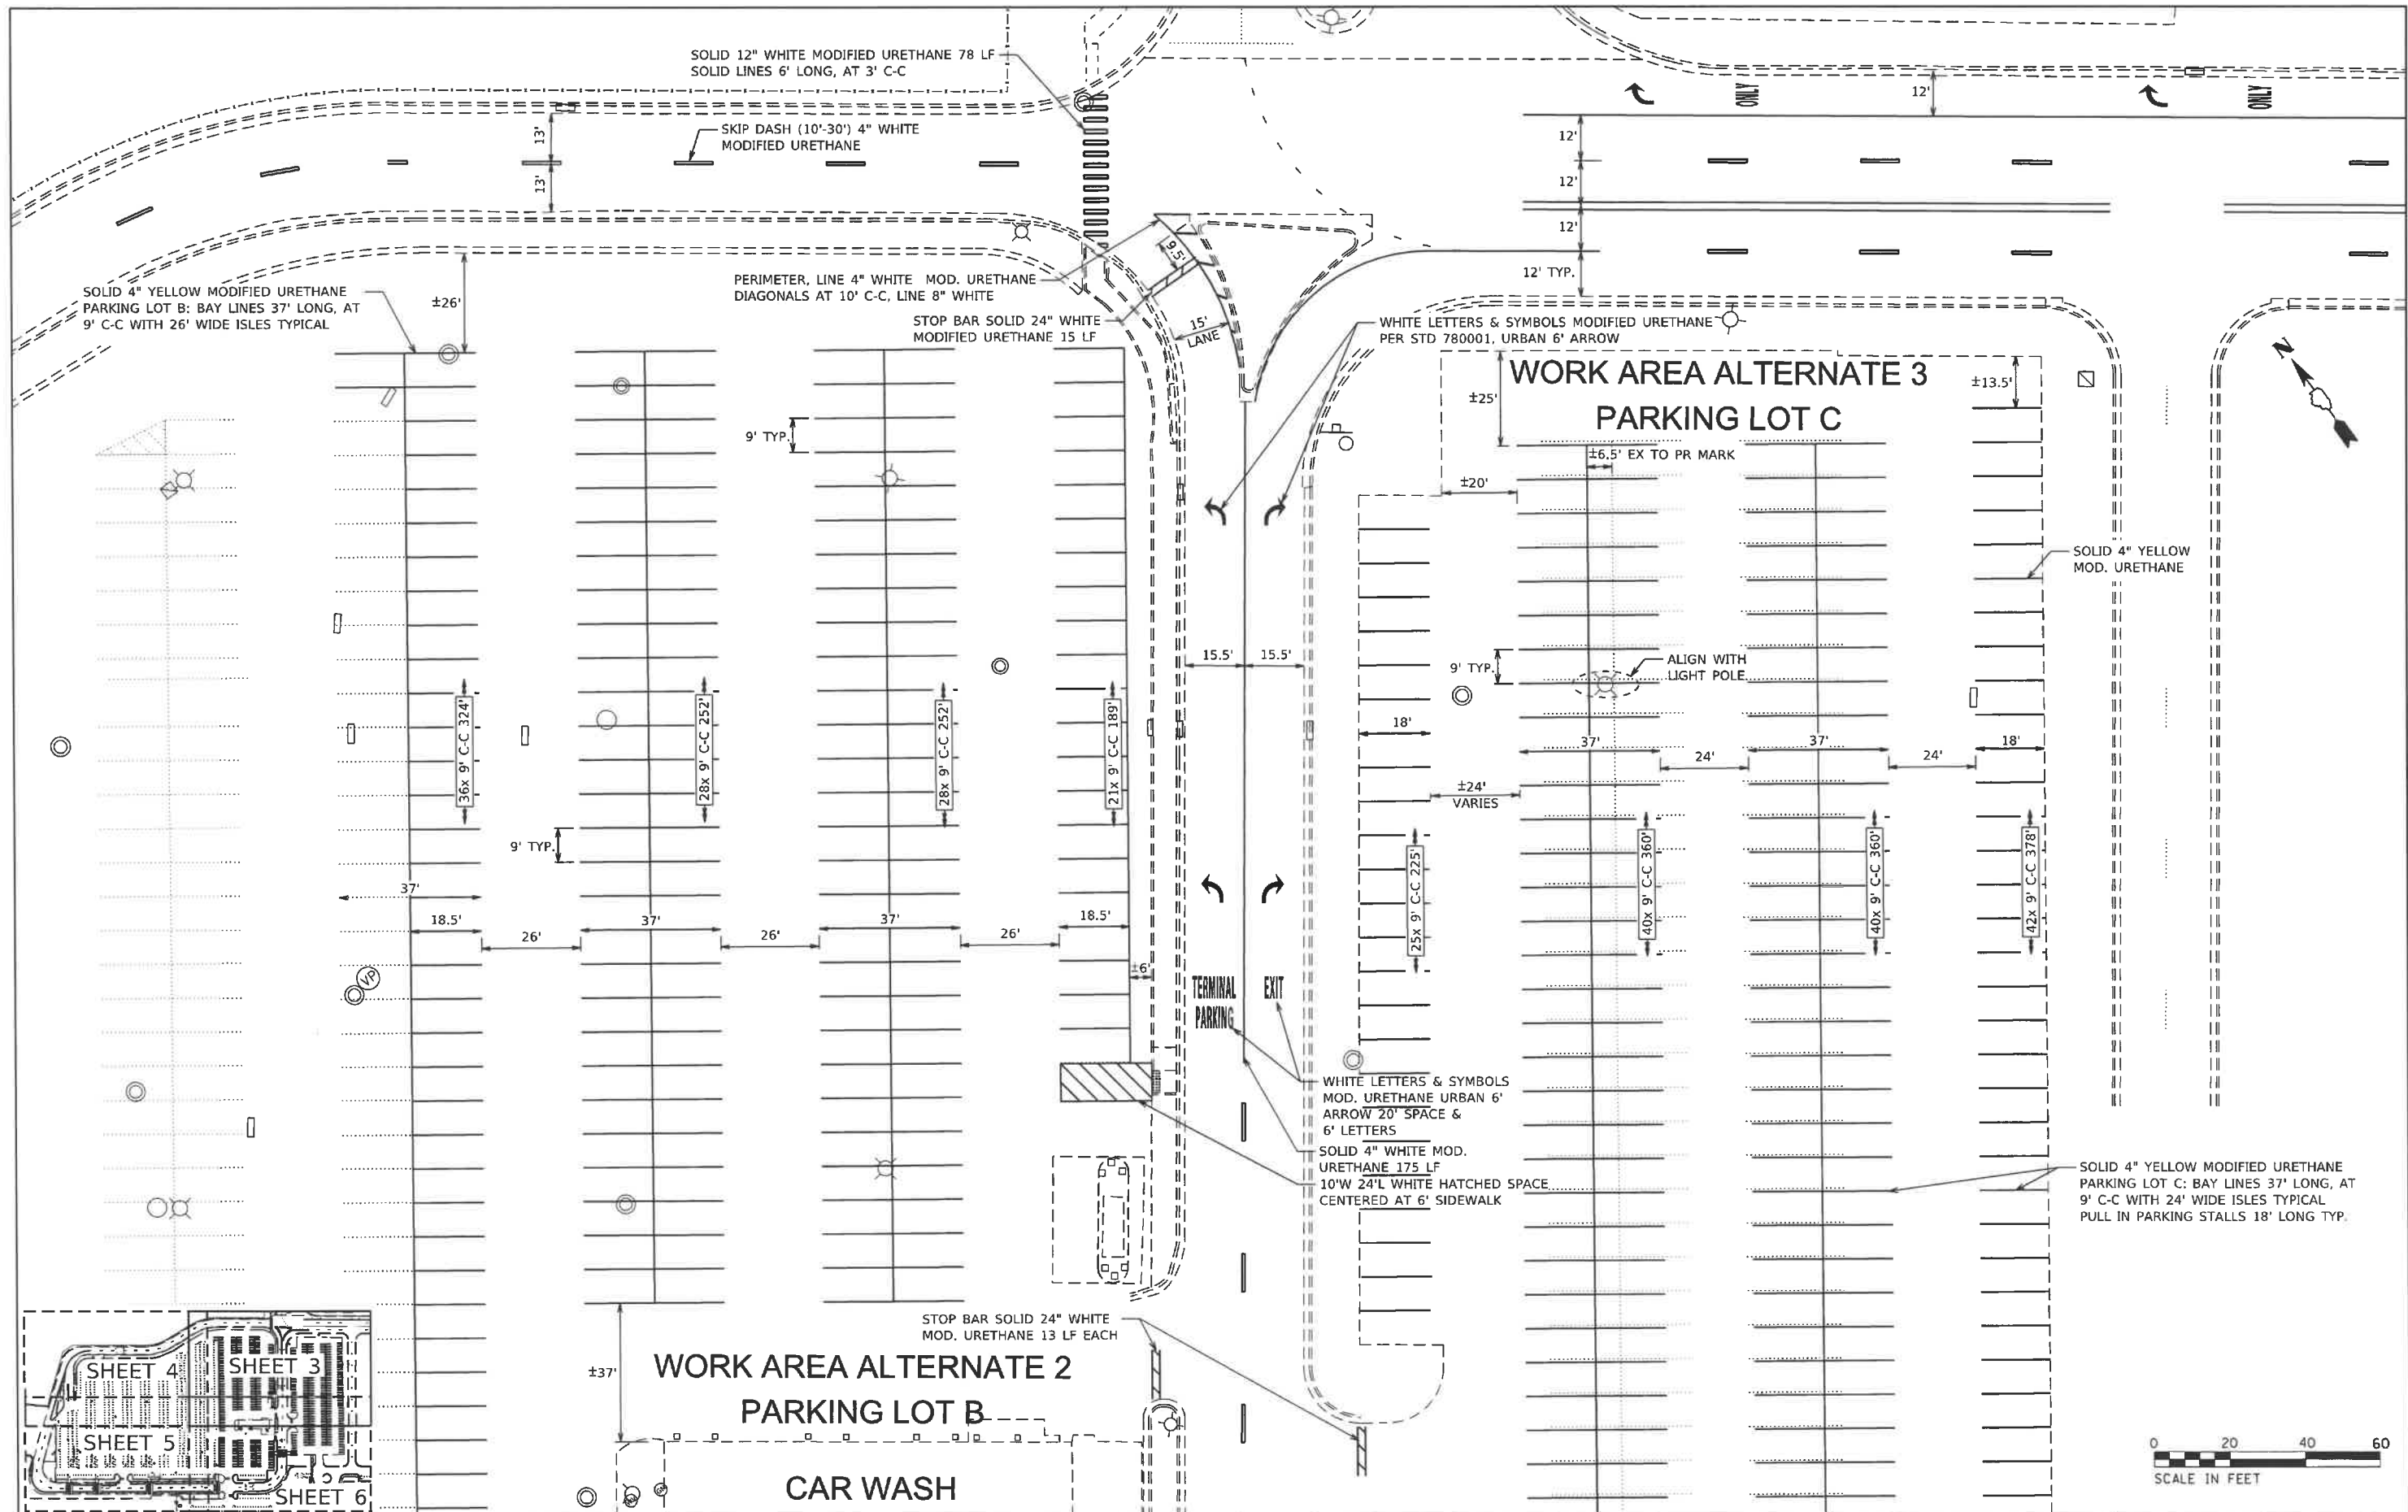 SOLID 12" WHITE MODIFIED URETHANE 78 LF
SOLID LINES 6' LONG, AT 3' C-C
SKIP DASH (10'-30') 4" WHITE
MODIFIED URETHANE
13'
13'
ONLY
12'
ONLY
12'
12'
12'
12' TYP.
SOLID 4" YELLOW MODIFIED URETHANE
PARKING LOT B: BAY LINES 37' LONG, AT
9' C-C WITH 26' WIDE ISLES TYPICAL
±26'
PERIMETER, LINE 4" WHITE MOD. URETHANE
DIAGONALS AT 10' C-C, LINE 8" WHITE
9.5'
STOP BAR SOLID 24" WHITE
MODIFIED URETHANE 15 LF
15'
LANE
WHITE LETTERS & SYMBOLS MODIFIED URETHANE
PER STD 780001, URBAN 6' ARROW
WORK AREA ALTERNATE 3
PARKING LOT C
±25'
±13.5'
N
9' TYP.
±6.5' EX TO PR MARK
±20'
SOLID 4" YELLOW
MOD. URETHANE
15.5'
15.5'
9' TYP.
ALIGN WITH
LIGHT POLE
36x 9' C-C 324'
28x 9' C-C 252'
28x 9' C-C 252'
21x 9' C-C 189'
18'
37'
24'
37'
24'
18'
±24'
VARIES
9' TYP.
25x 9' C-C 225'
40x 9' C-C 360'
40x 9' C-C 360'
42x 9' C-C 378'
37'
18.5'
26'
37'
26'
37'
26'
18.5'
±6'
VP
TERMINAL
PARKING
EXIT
WHITE LETTERS & SYMBOLS
MOD. URETHANE URBAN 6'
ARROW 20' SPACE &
6' LETTERS
SOLID 4" WHITE MOD.
URETHANE 175 LF
10'W 24'L WHITE HATCHED SPACE
CENTERED AT 6' SIDEWALK
SOLID 4" YELLOW MODIFIED URETHANE
PARKING LOT C: BAY LINES 37' LONG, AT
9' C-C WITH 24' WIDE ISLES TYPICAL
PULL IN PARKING STALLS 18' LONG TYP.
STOP BAR SOLID 24" WHITE
MOD. URETHANE 13 LF EACH
±37'
WORK AREA ALTERNATE 2
PARKING LOT B
CAR WASH
SHEET 4
SHEET 3
SHEET 5
SHEET 6
0 20 40 60
SCALE IN FEET